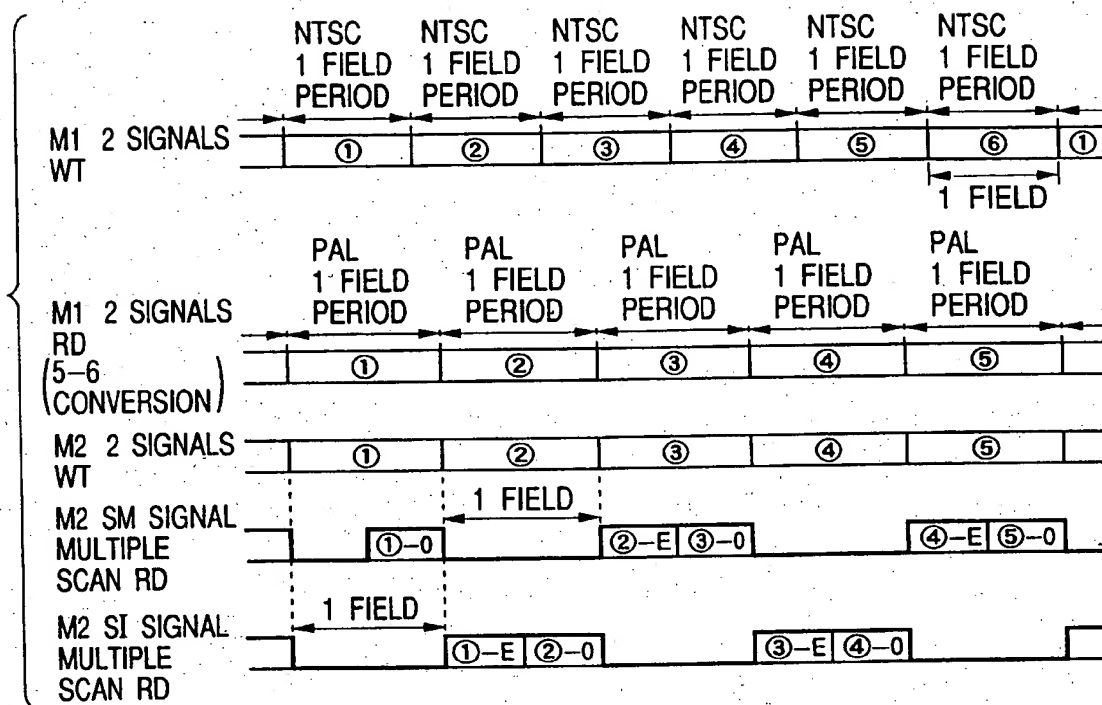 NTSC NTSC NTSC NTSC NTSC NTSC
1 FIELD 1 FIELD 1 FIELD 1 FIELD 1 FIELD 1 FIELD
PERIOD PERIOD PERIOD PERIOD PERIOD PERIOD
M1 2 SIGNALS
WT
① ② ③ ④ ⑤ ⑥ ①
1 FIELD
PAL PAL PAL PAL PAL
1 FIELD 1 FIELD 1 FIELD 1 FIELD 1 FIELD
PERIOD PERIOD PERIOD PERIOD PERIOD
M1 2 SIGNALS
RD
(5-6
CONVERSION)
① ② ③ ④ ⑤
M2 2 SIGNALS
WT
① ② ③ ④ ⑤
1 FIELD
M2 SM SIGNAL
MULTIPLE
SCAN RD
①-0 ②-E ③-0 ④-E ⑤-0
1 FIELD
M2 SI SIGNAL
MULTIPLE
SCAN RD
①-E ②-0 ③-E ④-0